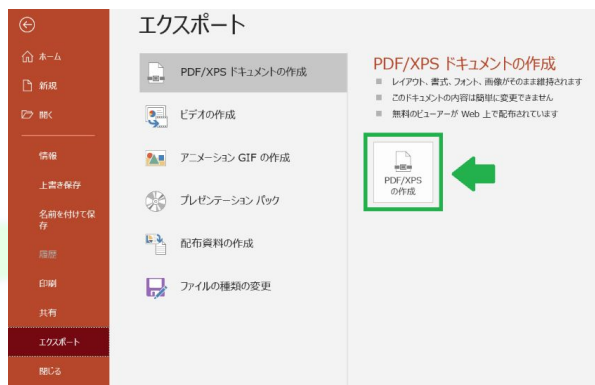 エクスポート
ホーム
新規
開く
情報
上書き保存
名前を付けて保
存
履歴
印刷
共有
エクスポート
閉じる
PDF/XPS ドキュメントの作成
ビデオの作成
アニメーション GIF の作成
プレゼンテーション パック
配布資料の作成
ファイルの種類の変更
PDF/XPS ドキュメントの作成
レイアウト、書式、フォント、画像がそのまま維持されます
このドキュメントの内容は簡単に変更できません
無料のビューアーが Web 上で配布されています
PDF/XPS
の作成